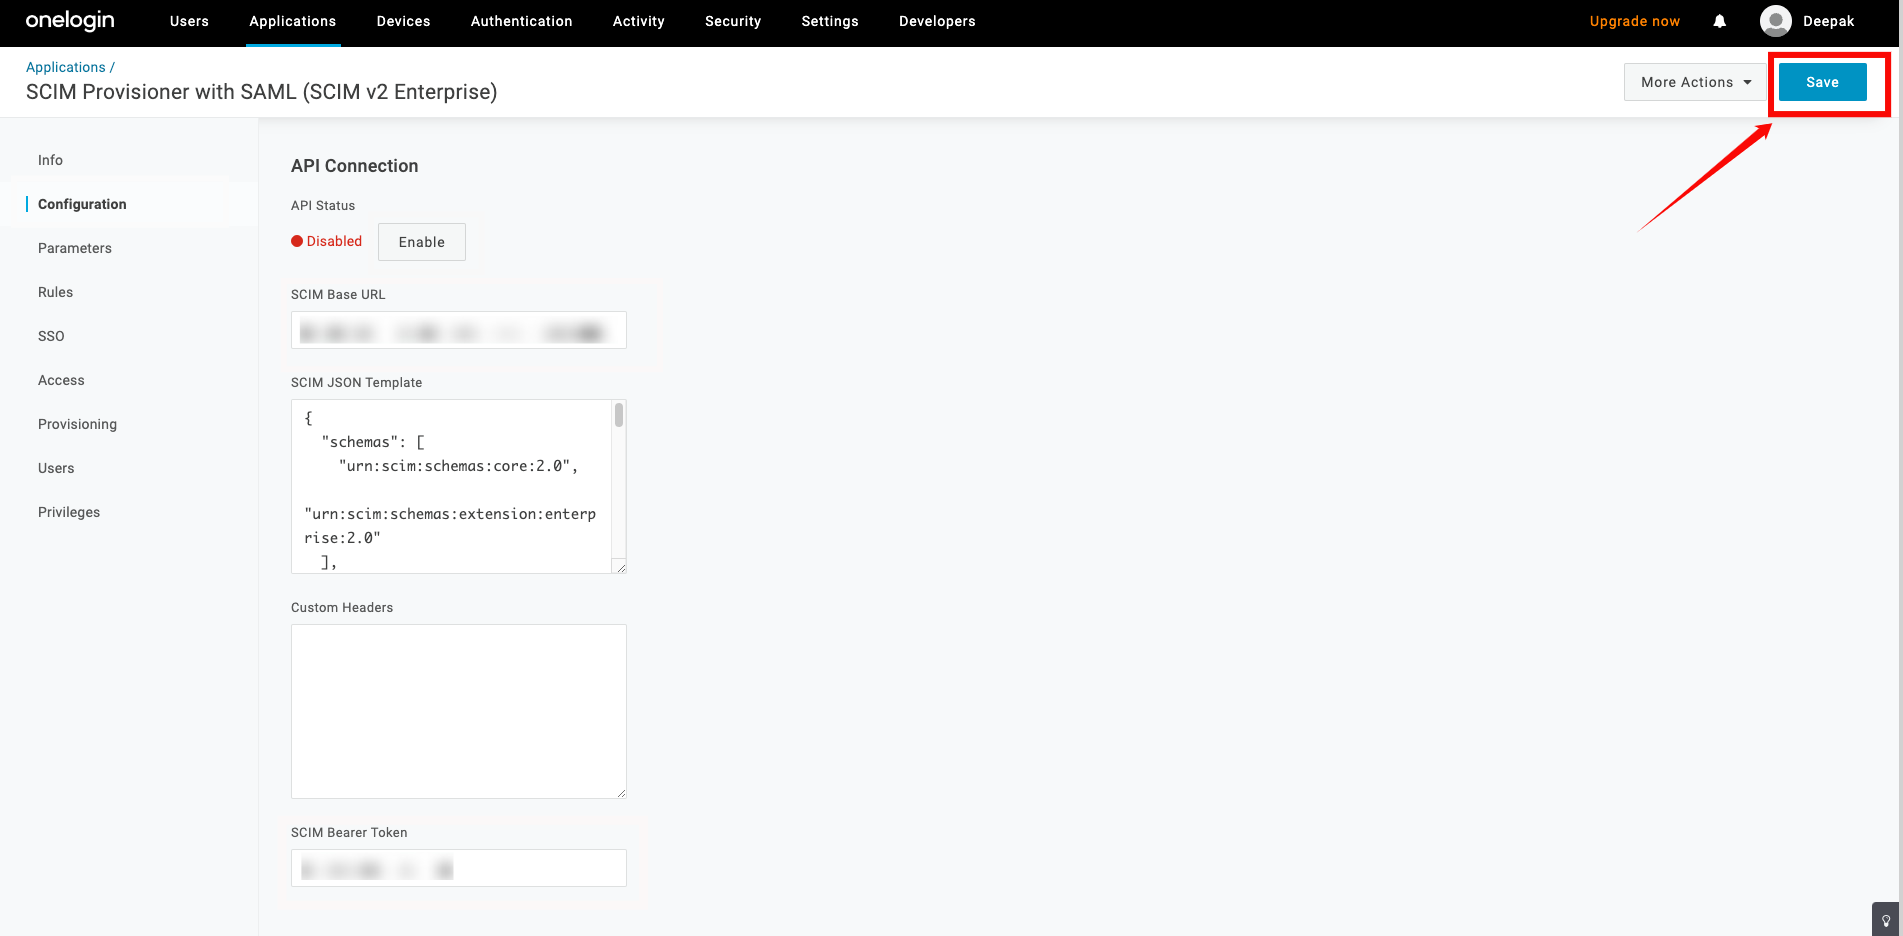 onelogin
Users
Applications
Devices
Authentication
Activity
Security
Settings
Developers
Upgrade now
Deepak
Applications /
SCIM Provisioner with SAML (SCIM v2 Enterprise)
More Actions
Save
Info
Configuration
Parameters
Rules
SSO
Access
Provisioning
Users
Privileges
API Connection
API Status
Disabled
Enable
SCIM Base URL
SCIM JSON Template
{
"schemas": [
"urn:scim:schemas:core:2.0",
"urn:scim:schemas:extension:enterp
rise:2.0"
],
Custom Headers
SCIM Bearer Token